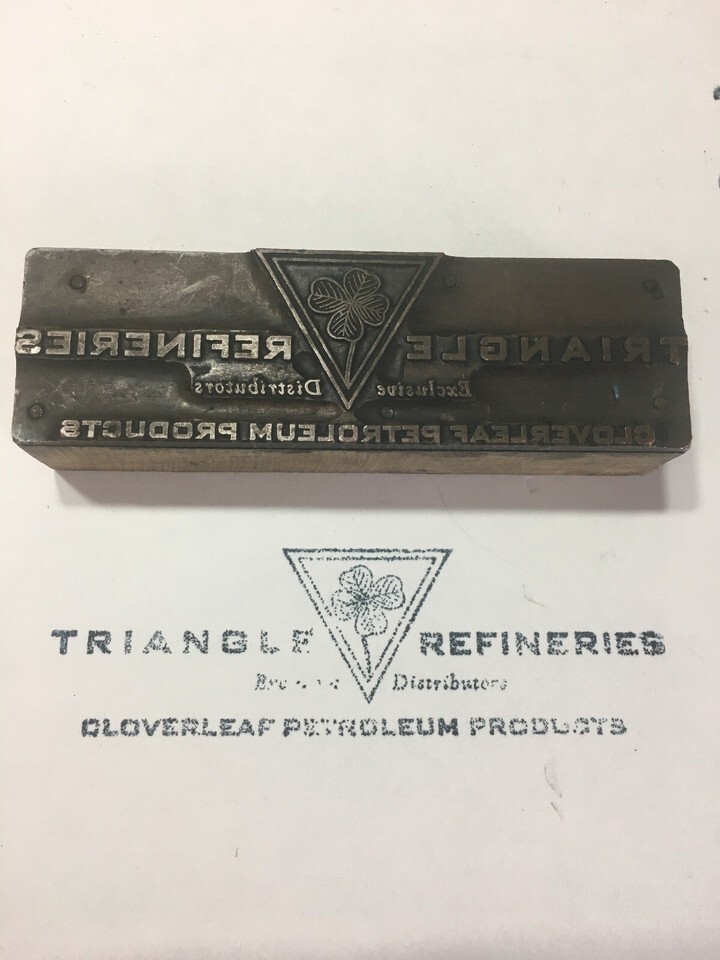 TRIANGLE REFINERIES
Exclusive Distributors
CLOVERLEAF PETROLEUM PRODUCTS
TRIANGLE REFINERIES
Distributors
CLOVERLEAF PETROLEUM PRODUCTS